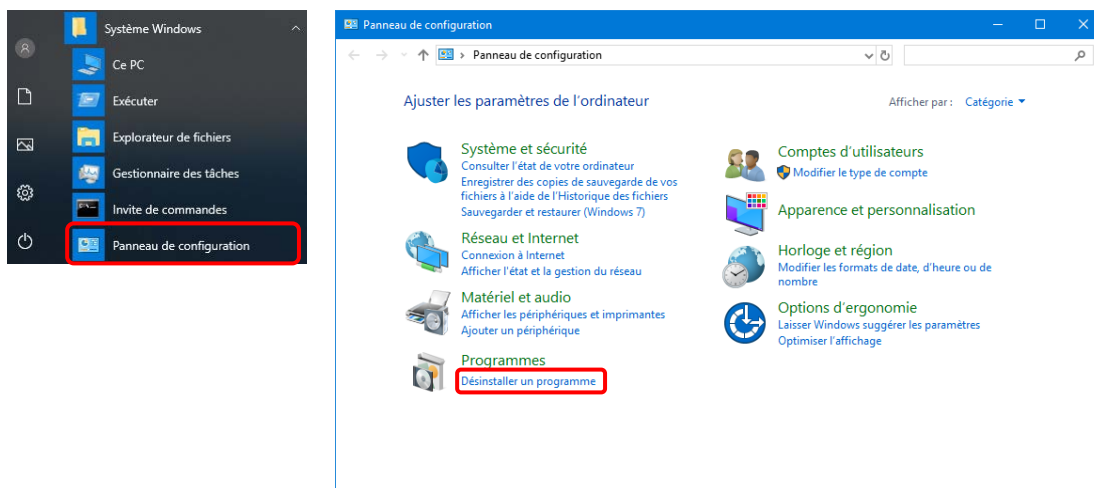 Système Windows
Ce PC
Exécuter
Explorateur de fichiers
Gestionnaire des tâches
Invite de commandes
Panneau de configuration
Panneau de configuration
Panneau de configuration
Ajuster les paramètres de l'ordinateur
Afficher par : Catégorie
Système et sécurité
Consulter l'état de votre ordinateur
Enregistrer des copies de sauvegarde de vos
fichiers à l'aide de l'Historique des fichiers
Sauvegarder et restaurer (Windows 7)
Réseau et Internet
Connexion à Internet
Afficher l'état et la gestion du réseau
Matériel et audio
Afficher les périphériques et imprimantes
Ajouter un périphérique
Programmes
Désinstaller un programme
Comptes d'utilisateurs
Modifier le type de compte
Apparence et personnalisation
Horloge et région
Modifier les formats de date, d'heure ou de
nombre
Options d'ergonomie
Laisser Windows suggérer les paramètres
Optimiser l'affichage